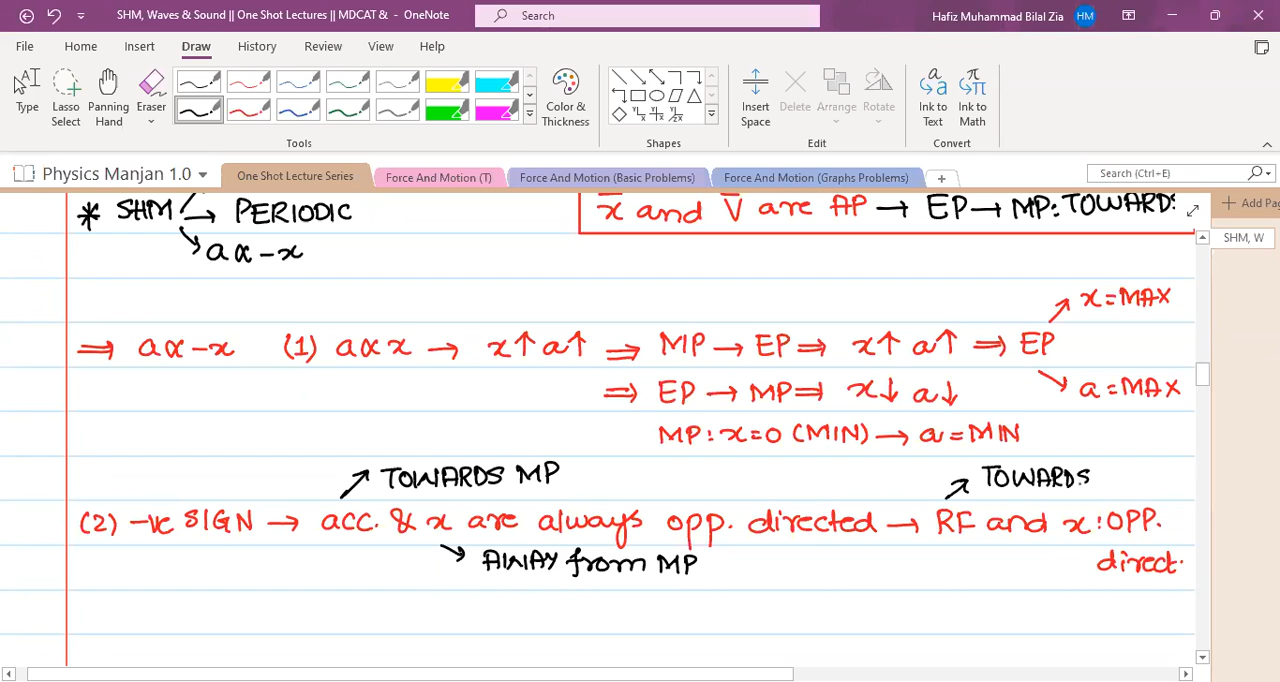 SHM, Waves & Sound || One Shot Lectures || MDCAT & - OneNote
Search
Hafiz Muhammad Bilal Zia HM
File Home Insert Draw History Review View Help
Type
Lasso Select
Panning Hand
Eraser
Color & Thickness
Insert Space
Delete
Arrange
Rotate
Ink to Text
Ink to Math
Tools Shapes Edit Convert
Physics Manjan 1.0 One Shot Lecture Series Force And Motion (T) Force And Motion (Basic Problems) Force And Motion (Graphs Problems) Search (Ctrl+E)
Add Pag
SHM, W
* SHM → PERIODIC
a α -x
x and v are AP → EP → MP: TOWARDS
x = MAX
⇒ a α -x (1) a α x → x↑ a↑ ⇒ MP → EP ⇒ x↑ a↑ ⇒ EP
⇒ EP → MP ⇒ x↓ a↓
a = MAX
MP: x = 0 (MIN) → a = MIN
TOWARDS MP
TOWARDS
(2) -ve SIGN → acc. & x are always opp. directed → RF and x: OPP.
direct.
AWAY from MP